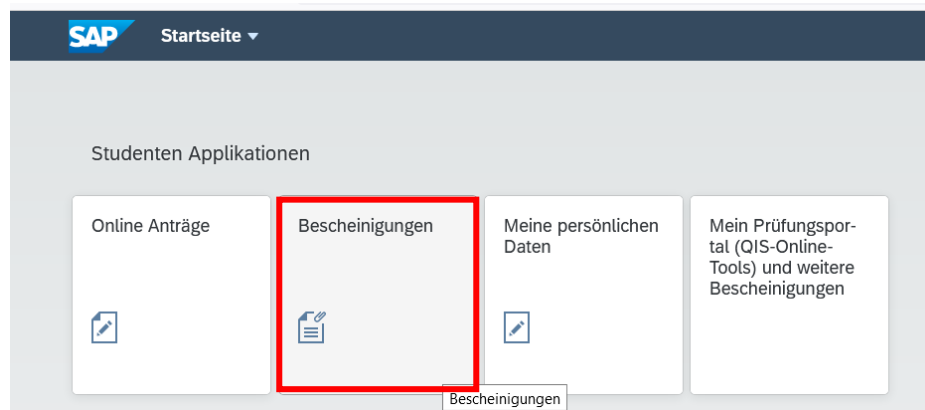 SAP Startseite
Studenten Applikationen
Online Anträge
Bescheinigungen
Meine persönlichen
Daten
Mein Prüfungspor-
tal (QIS-Online-
Tools) und weitere
Bescheinigungen
Bescheinigungen